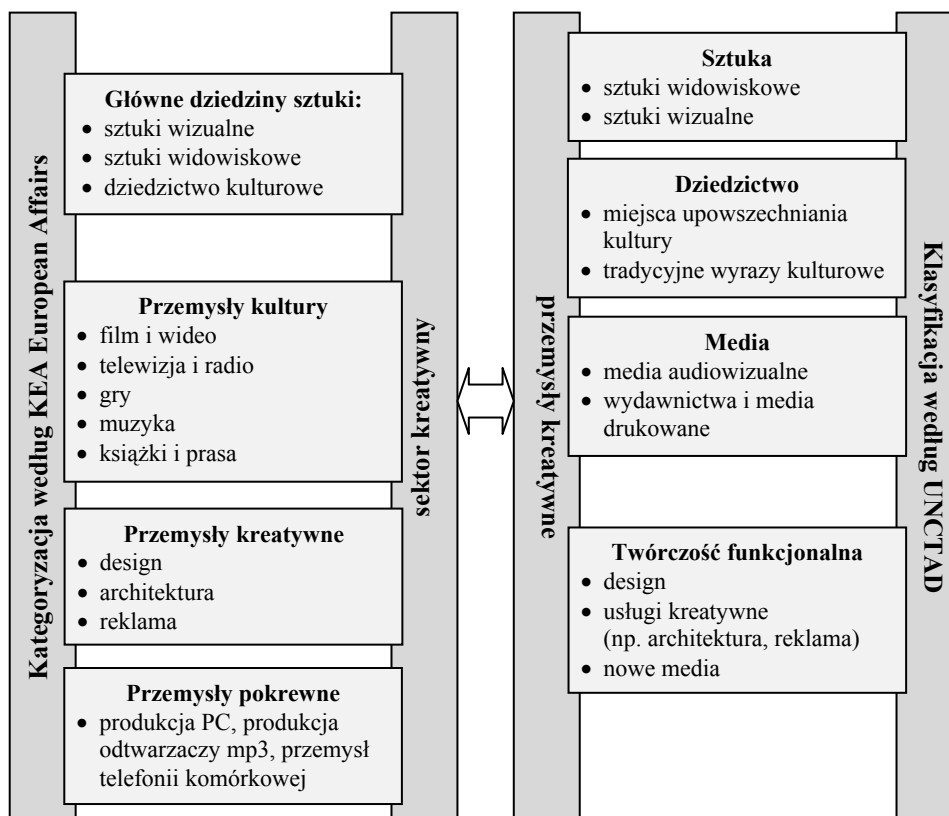 Kategoryzacja według KEA European Affairs
Główne dziedziny sztuki:
• sztuki wizualne
• sztuki widowiskowe
• dziedzictwo kulturowe
Przemysły kultury
• film i wideo
• telewizja i radio
• gry
• muzyka
• książki i prasa
Przemysły kreatywne
• design
• architektura
• reklama
Przemysły pokrewne
• produkcja PC, produkcja
odtwarzaczy mp3, przemysł
telefonii komórkowej
sektor kreatywny
przemysły kreatywne
Sztuka
• sztuki widowiskowe
• sztuki wizualne
Dziedzictwo
• miejsca upowszechniania
kultury
• tradycyjne wyrazy kulturowe
Media
• media audiowizualne
• wydawnictwa i media
drukowane
Twórczość funkcjonalna
• design
• usługi kreatywne
(np. architektura, reklama)
• nowe media
Klasyfikacja według UNCTAD